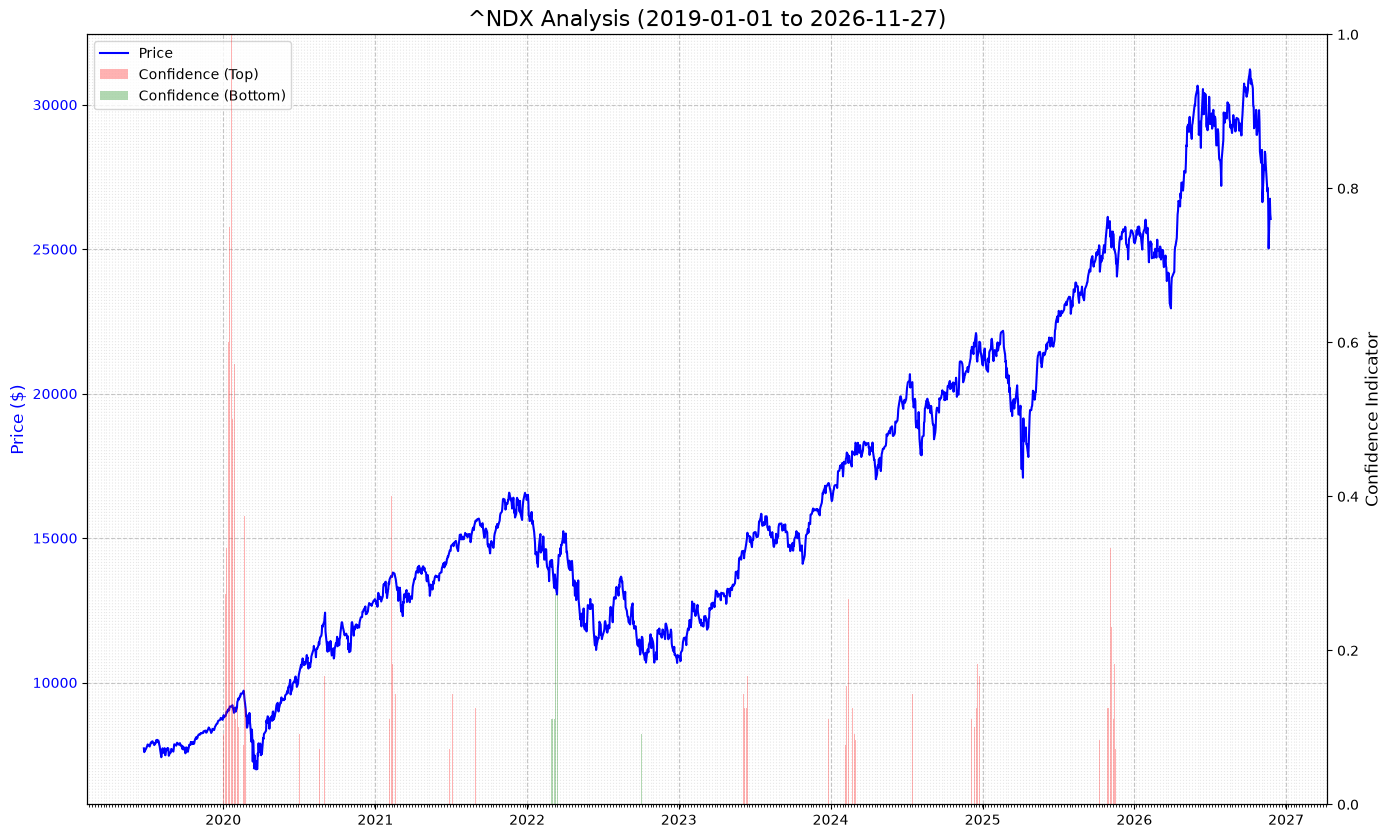 ^NDX Analysis (2019-01-01 to 2026-11-27)
Price
Confidence (Top)
Confidence (Bottom)
Price ($)
30000
25000
20000
15000
10000
1.0
0.8
0.6
0.4
0.2
0.0
Confidence Indicator
2020 2021 2022 2023 2024 2025 2026 2027